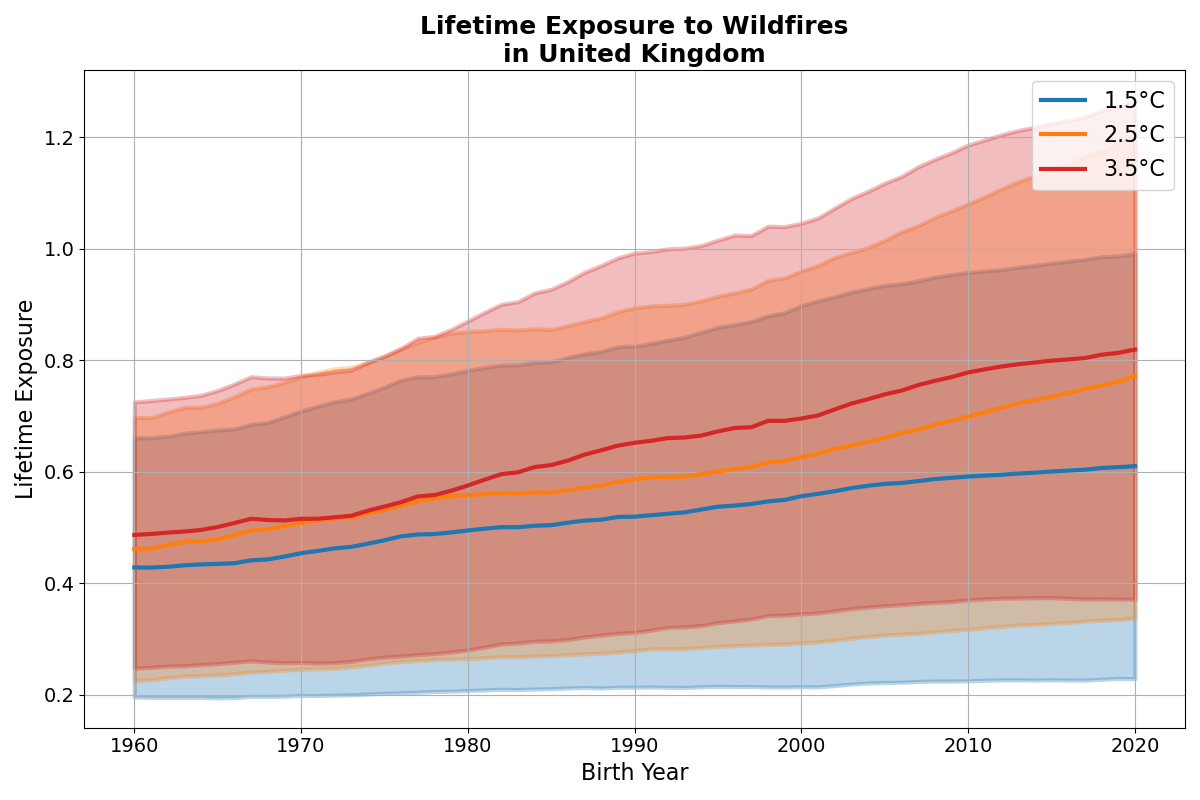 Lifetime Exposure to Wildfires
in United Kingdom
1.5°C
2.5°C
3.5°C
Lifetime Exposure
1.2
1.0
0.8
0.6
0.4
0.2
1960 1970 1980 1990 2000 2010 2020
Birth Year